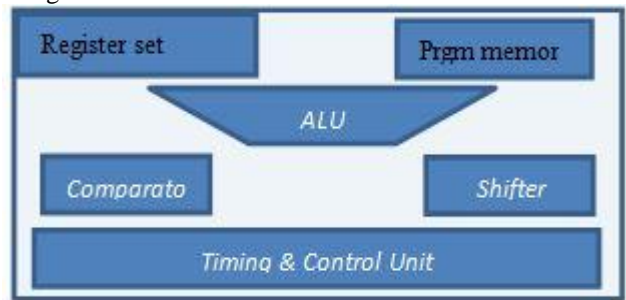 Register set
Prgm memor
ALU
Comparato
Shifter
Timing & Control Unit